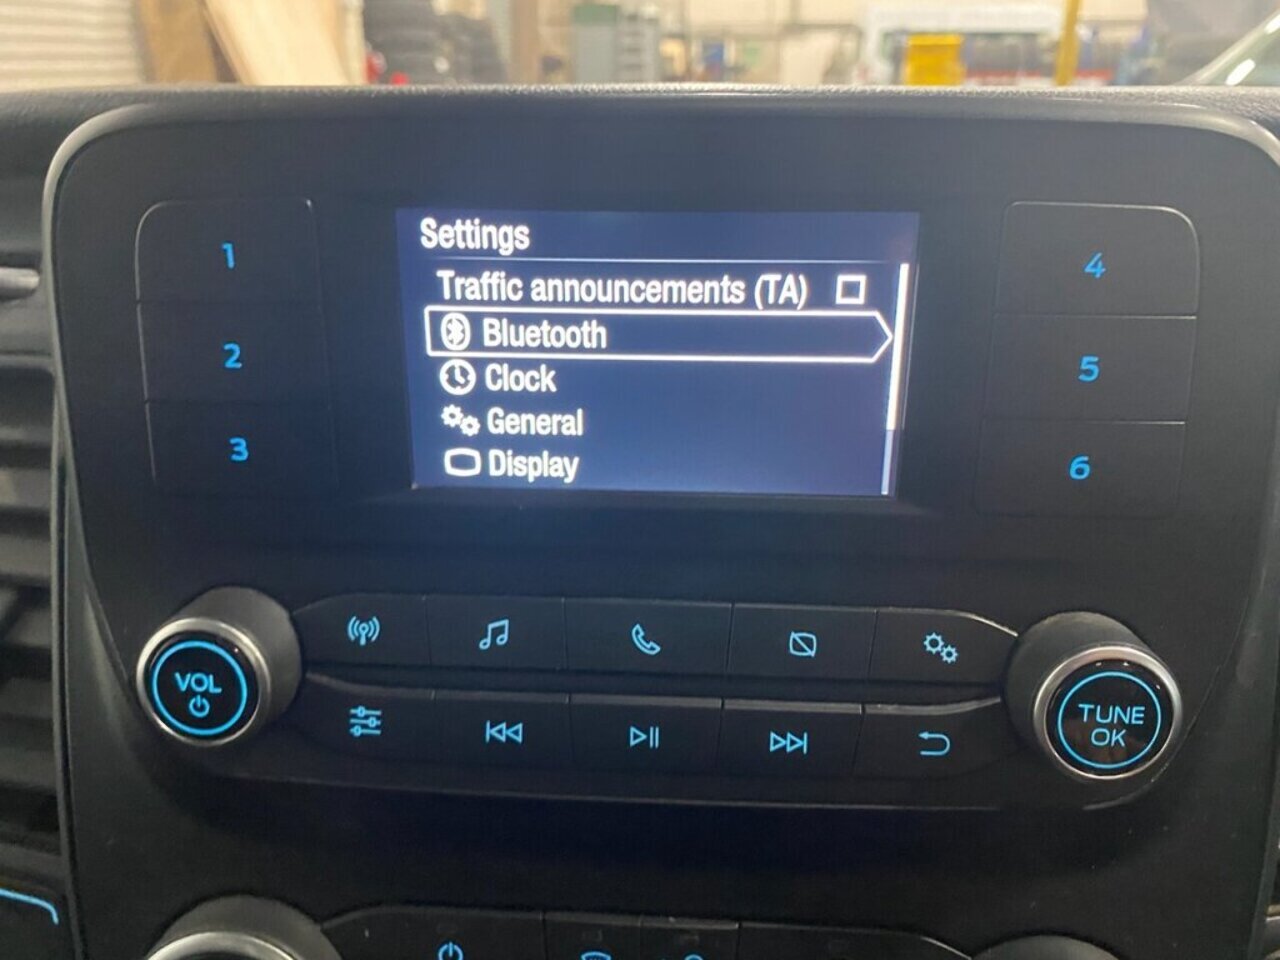 Settings
Traffic announcements (TA)
Bluetooth
Clock
General
Display
1
2
3
4
5
6
VOL
TUNE
OK